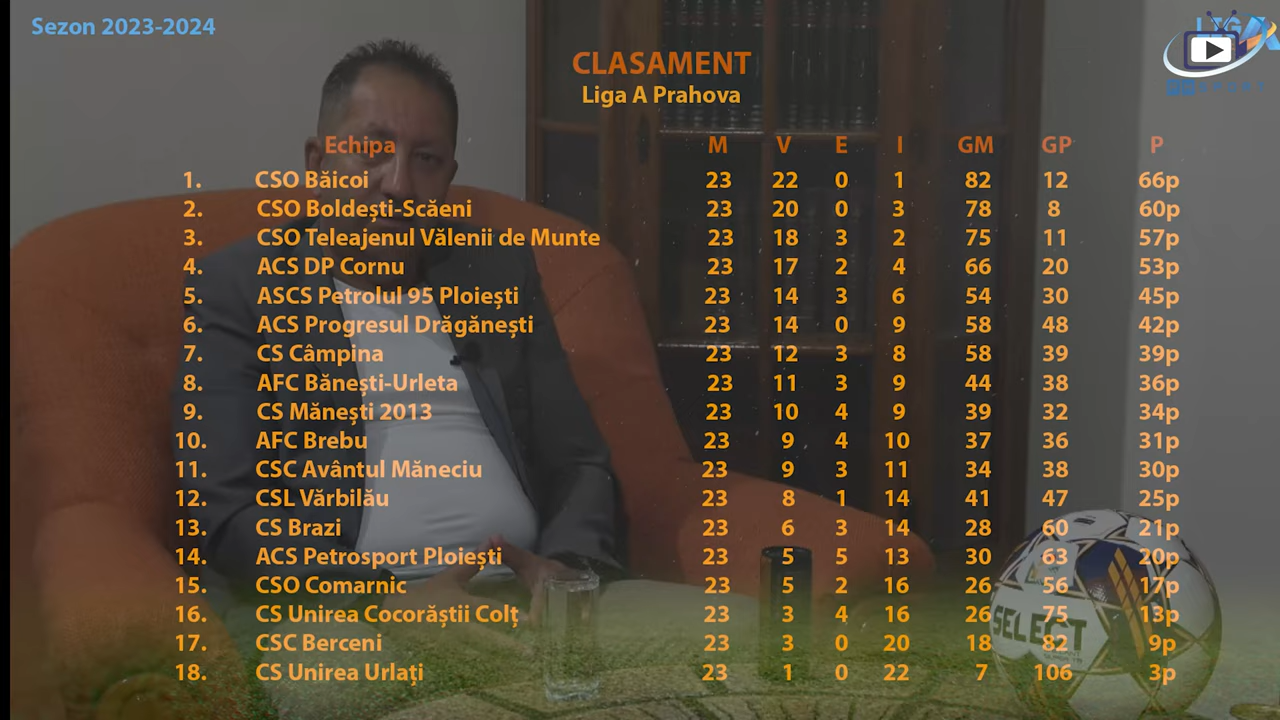 Sezon 2023-2024
CLASAMENT
Liga A Prahova
Echipa M V E I GM GP P
1. CSO Băicoi 23 22 0 1 82 12 66p
2. CSO Boldești-Scăeni 23 20 0 3 78 8 60p
3. CSO Teleajenul Vălenii de Munte 23 18 3 2 75 11 57p
4. ACS DP Cornu 23 17 2 4 66 20 53p
5. ASCS Petrolul 95 Ploiești 23 14 3 6 54 30 45p
6. ACS Progresul Drăgănești 23 14 0 9 58 48 42p
7. CS Câmpina 23 12 3 8 58 39 39p
8. AFC Bănești-Urleta 23 11 3 9 44 38 36p
9. CS Mănești 2013 23 10 4 9 39 32 34p
10. AFC Brebu 23 9 4 10 37 36 31p
11. CSC Avântul Măneciu 23 9 3 11 34 38 30p
12. CSL Vărbilău 23 8 1 14 41 47 25p
13. CS Brazi 23 6 3 14 28 60 21p
14. ACS Petrosport Ploiești 23 5 5 13 30 63 20p
15. CSO Comarnic 23 5 2 16 26 56 17p
16. CS Unirea Cocorăștii Colț 23 3 4 16 26 75 13p
17. CSC Berceni 23 3 0 20 18 82 9p
18. CS Unirea Urlați 23 1 0 22 7 106 3p
SELECT